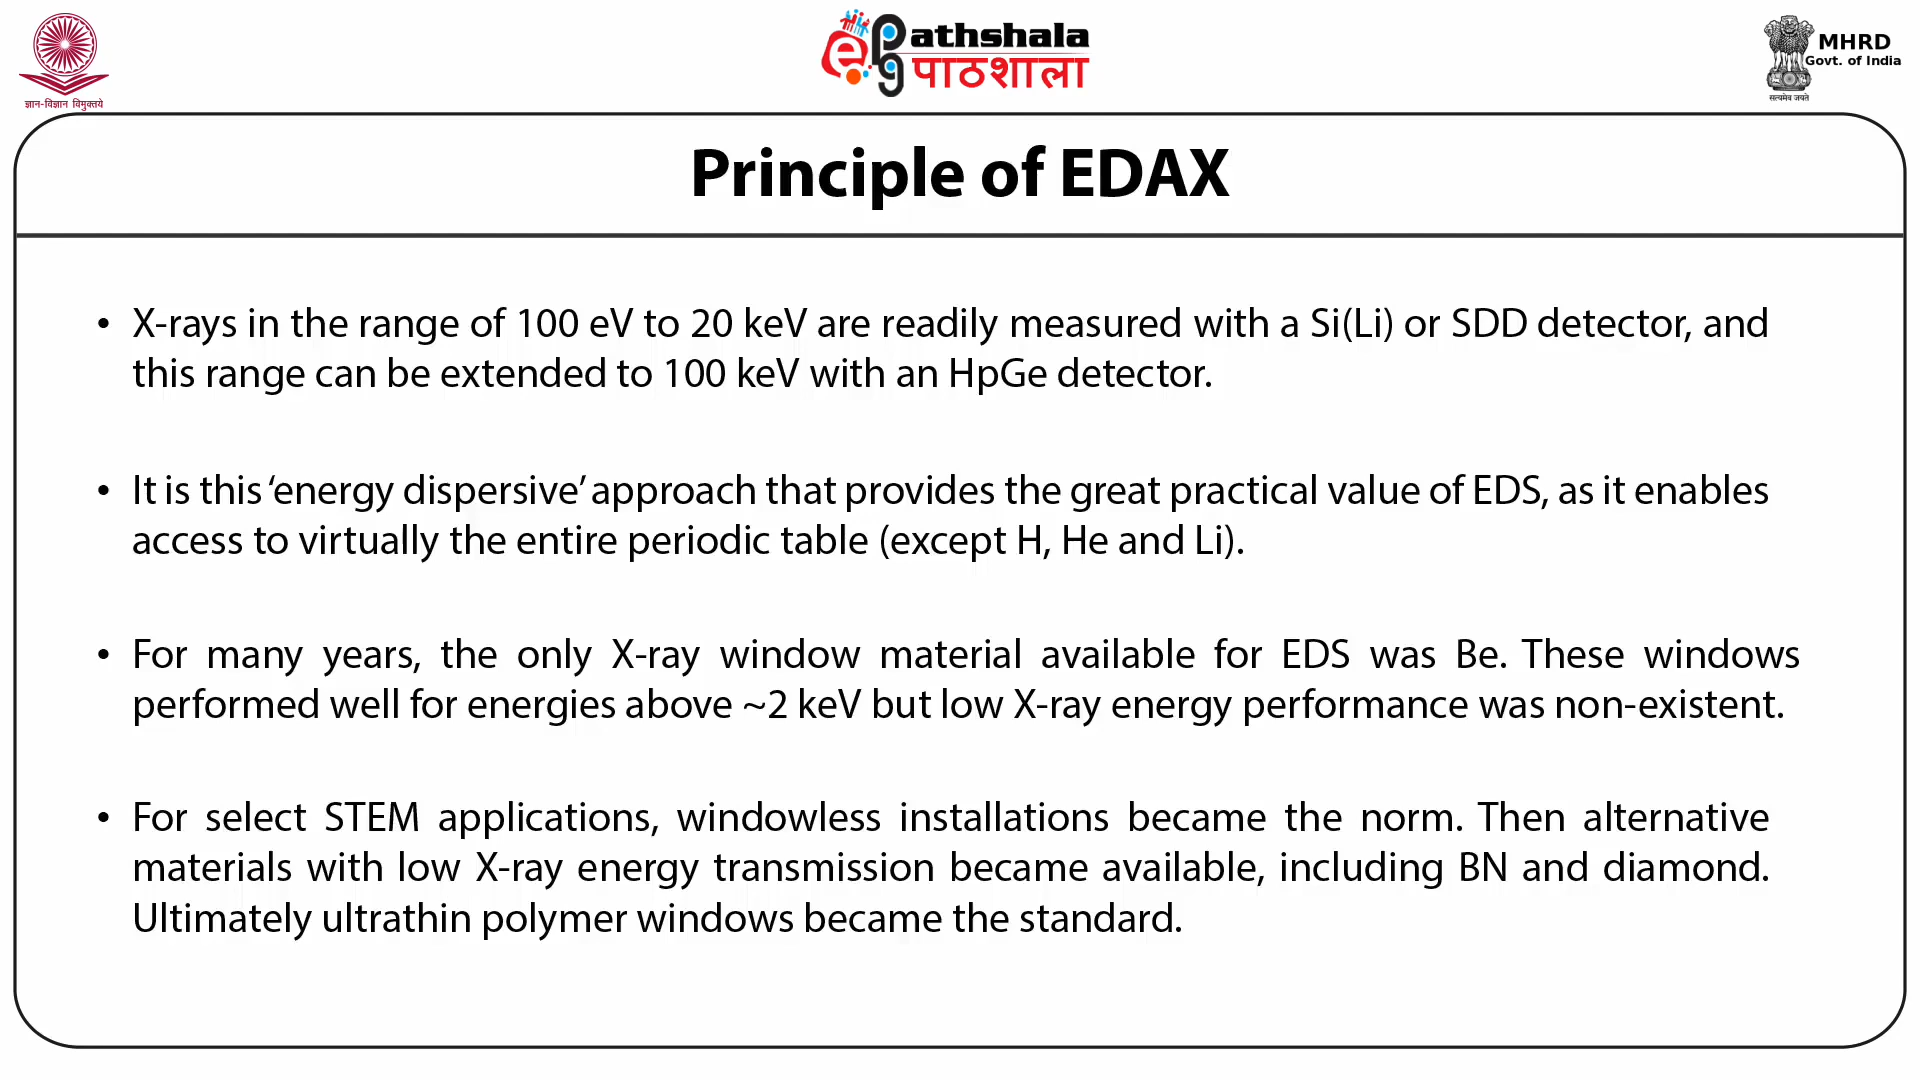 ज्ञान-विज्ञान विमुक्तये
ePathshala
पाठशाला
MHRD
Govt. of India
सत्यमेव जयते
Principle of EDAX
• X-rays in the range of 100 eV to 20 keV are readily measured with a Si(Li) or SDD detector, and
this range can be extended to 100 keV with an HpGe detector.
• It is this ‘energy dispersive’ approach that provides the great practical value of EDS, as it enables
access to virtually the entire periodic table (except H, He and Li).
• For many years, the only X-ray window material available for EDS was Be. These windows
performed well for energies above ~2 keV but low X-ray energy performance was non-existent.
• For select STEM applications, windowless installations became the norm. Then alternative
materials with low X-ray energy transmission became available, including BN and diamond.
Ultimately ultrathin polymer windows became the standard.